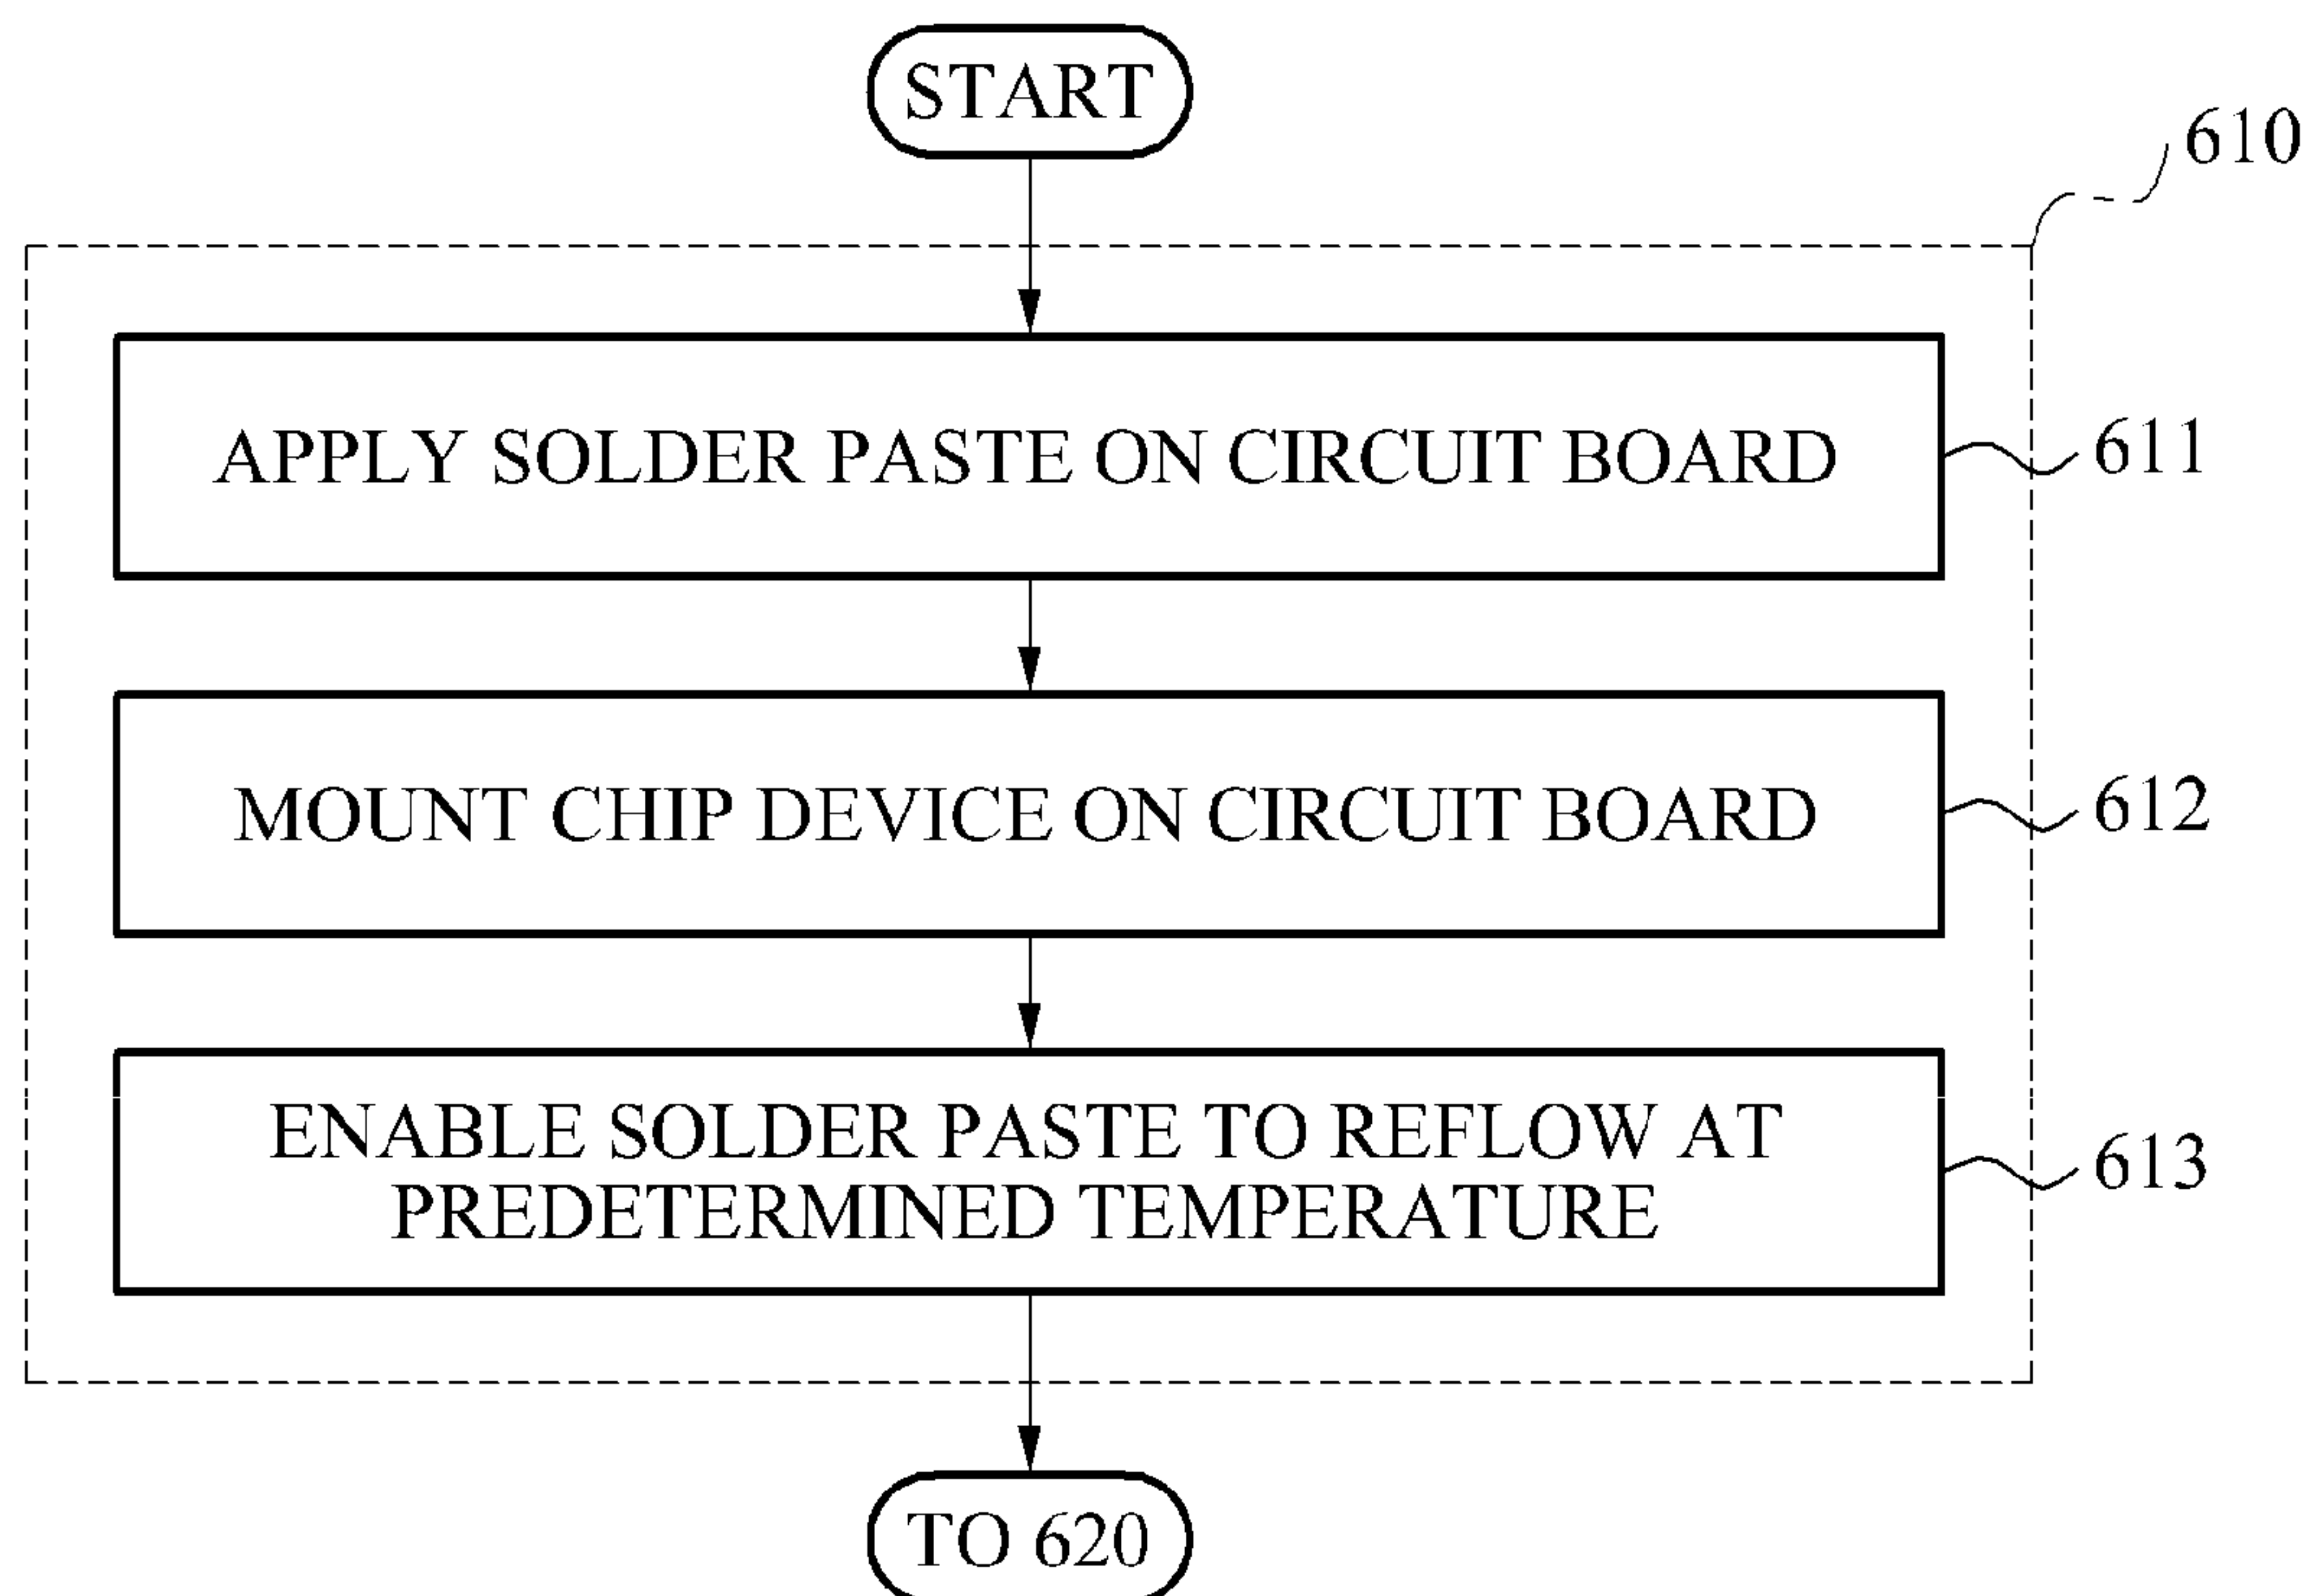 START
610
APPLY SOLDER PASTE ON CIRCUIT BOARD
611
MOUNT CHIP DEVICE ON CIRCUIT BOARD
612
ENABLE SOLDER PASTE TO REFLOW AT
PREDETERMINED TEMPERATURE
613
TO 620